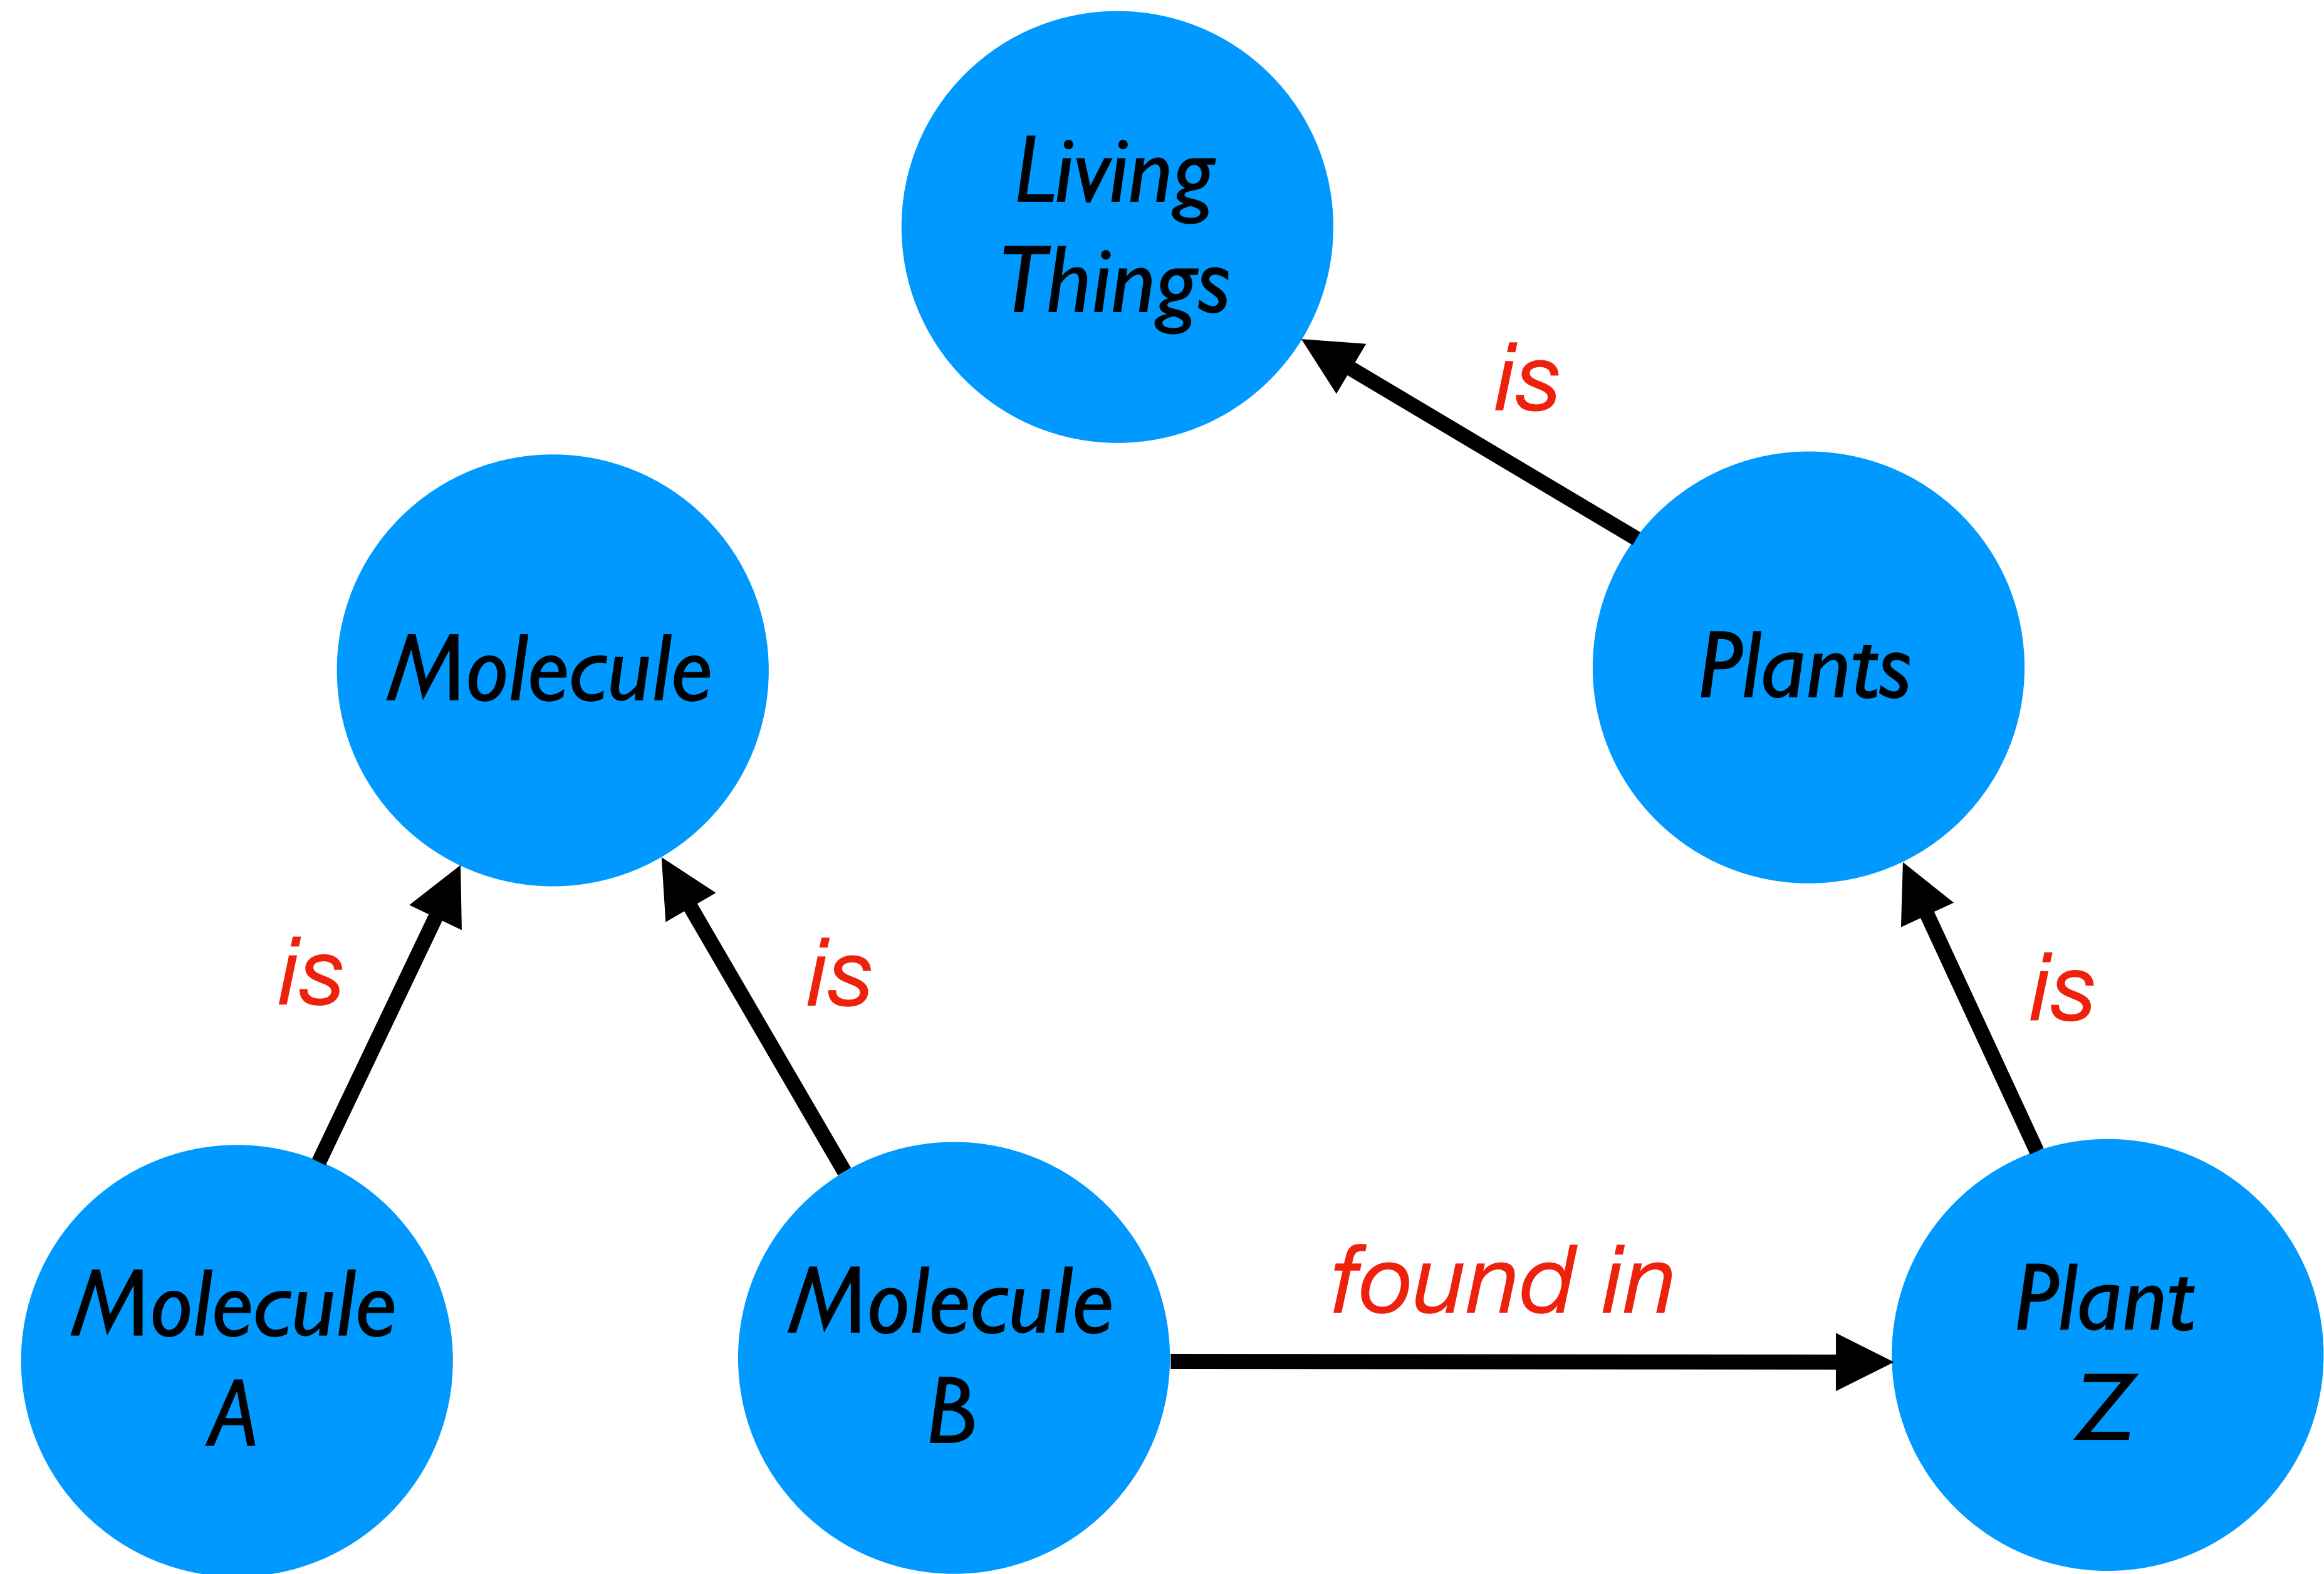 Living
Things
is
Molecule
Plants
is
is
is
Molecule
A
Molecule
B
found in
Plant
Z